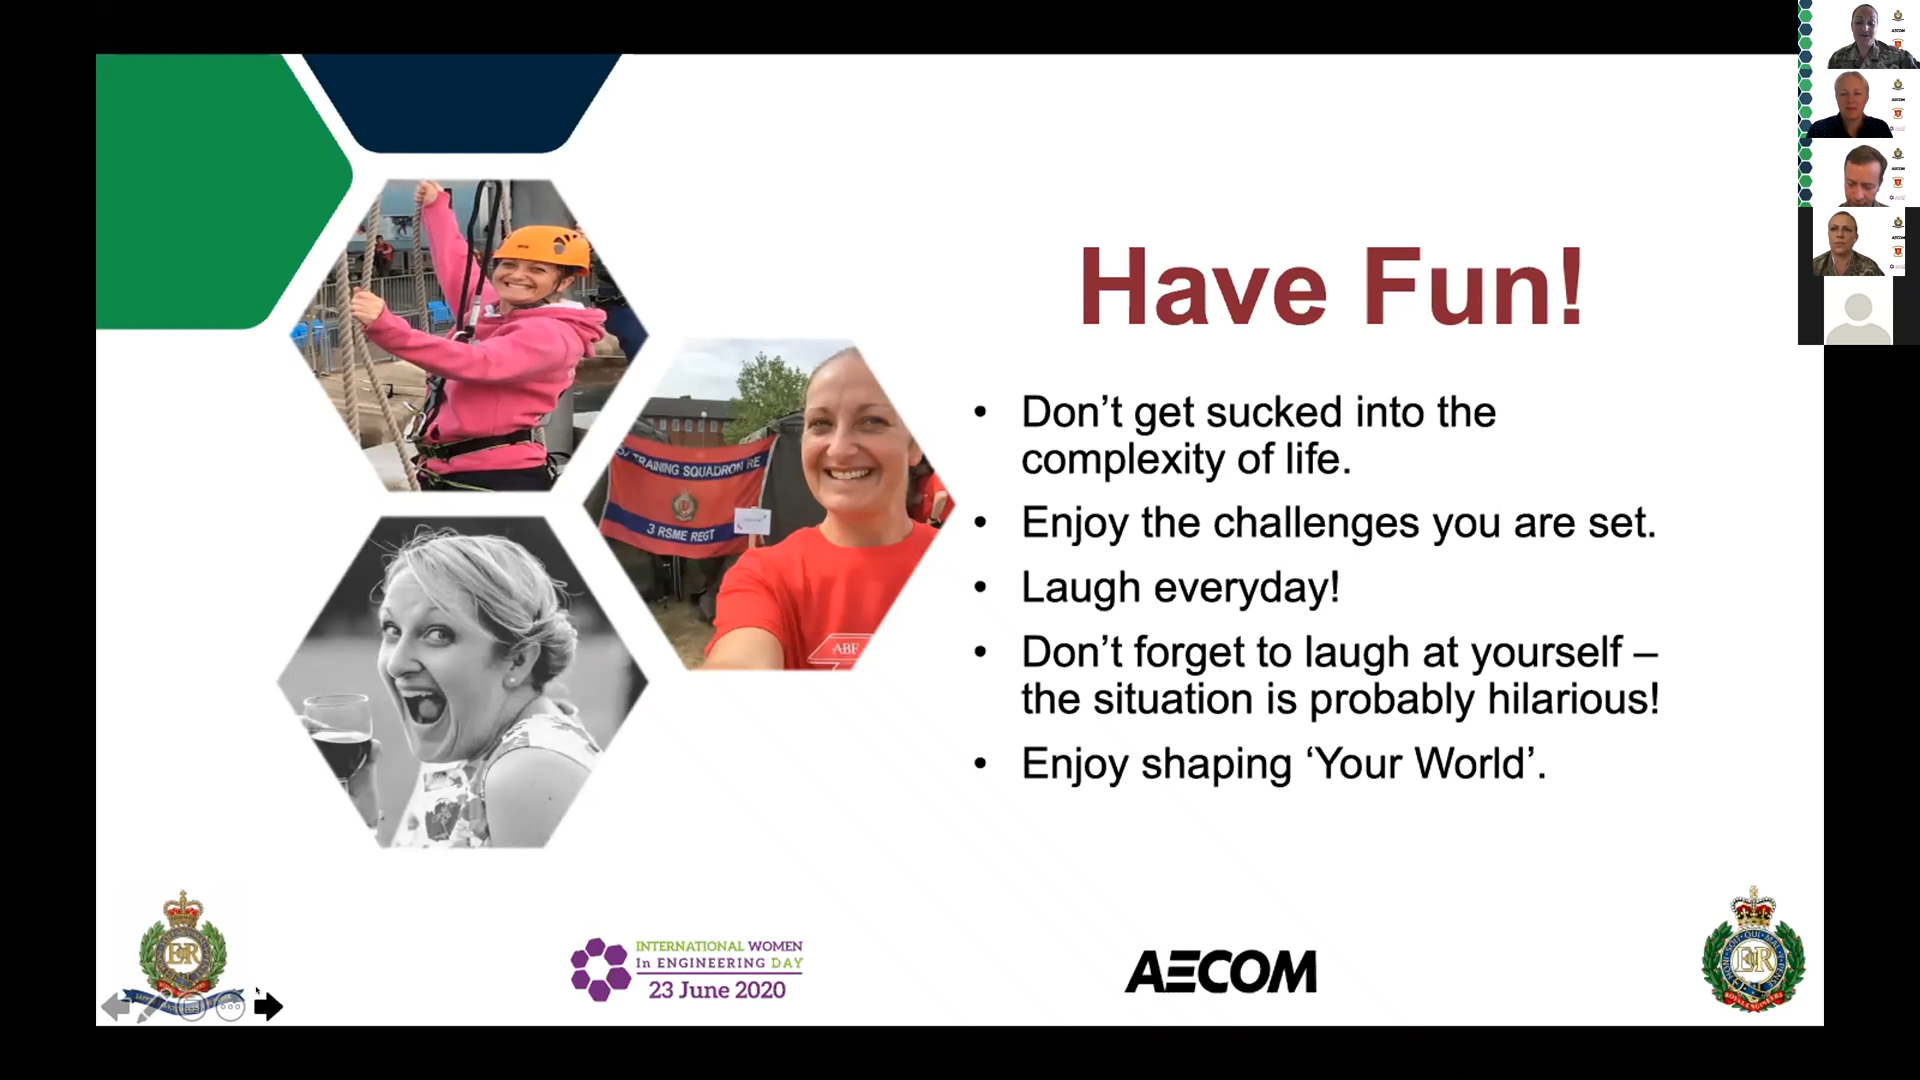 Have Fun!
• Don’t get sucked into the
complexity of life.
• Enjoy the challenges you are set.
• Laugh everyday!
• Don’t forget to laugh at yourself –
the situation is probably hilarious!
• Enjoy shaping ‘Your World’.
TRAINING SQUADRON RE
3 RSME REGT
ABF
INTERNATIONAL WOMEN
In ENGINEERING DAY
23 June 2020
AECOM